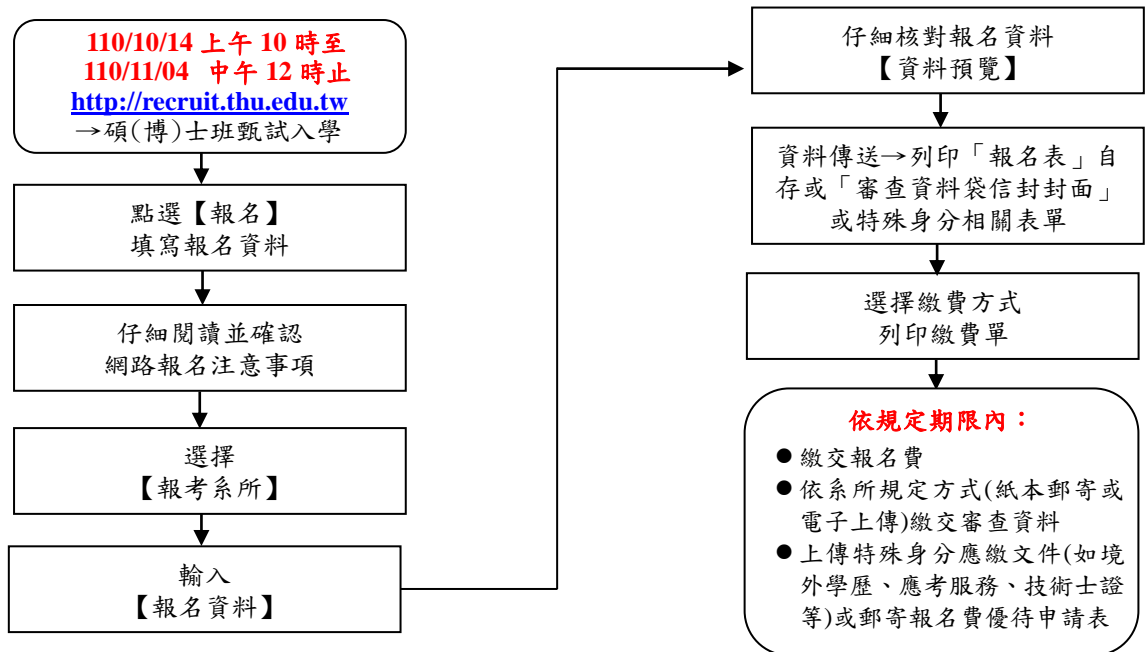 110/10/14 上午 10 時至
110/11/04 中午 12 時止
http://recruit.thu.edu.tw
→碩(博)士班甄試入學
點選【報名】
填寫報名資料
仔細閱讀並確認
網路報名注意事項
選擇
【報考系所】
輸入
【報名資料】
仔細核對報名資料
【資料預覽】
資料傳送→列印「報名表」自
存或「審查資料袋信封封面」
或特殊身分相關表單
選擇繳費方式
列印繳費單
依規定期限內：
●繳交報名費
●依系所規定方式(紙本郵寄或
電子上傳)繳交審查資料
●上傳特殊身分應繳文件(如境
外學歷、應考服務、技術士證
等)或郵寄報名費優待申請表